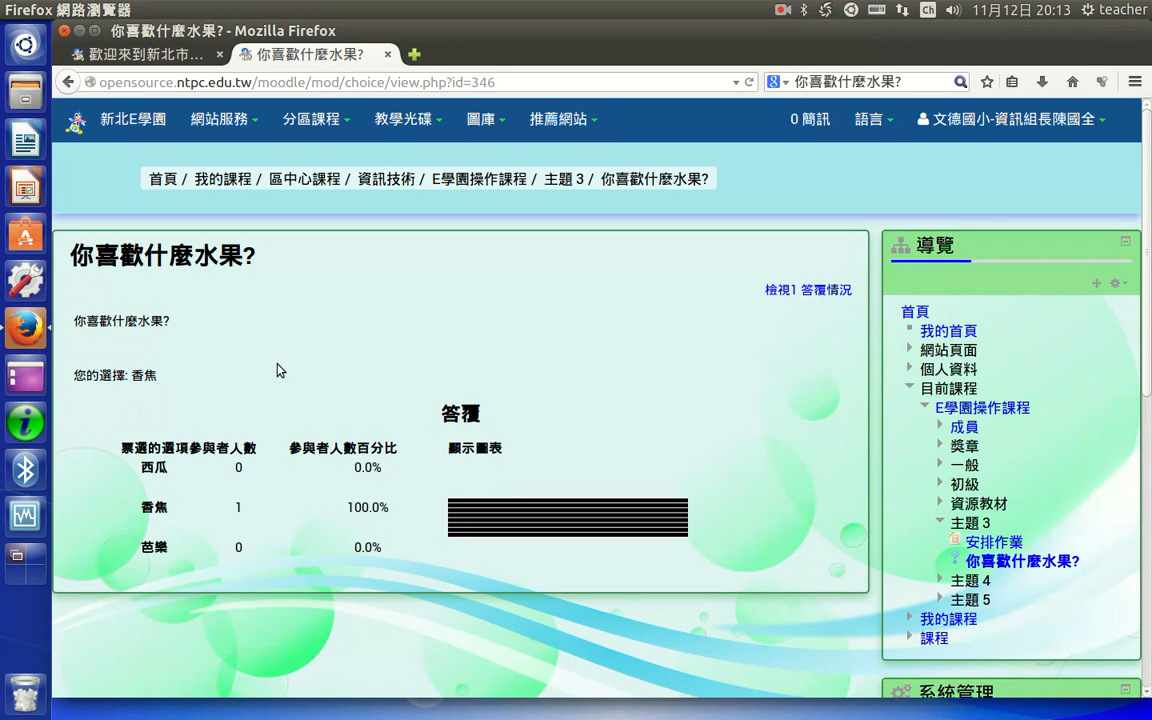 Firefox 網路瀏覽器
Ch
11月12日 20:13
teacher
你喜歡什麼水果? - Mozilla Firefox
歡迎來到新北市...
你喜歡什麼水果?
opensource.ntpc.edu.tw/moodle/mod/choice/view.php?id=346
你喜歡什麼水果?
新北E學園 網站服務 分區課程 教學光碟 圖庫 推薦網站
0 簡訊 語言 文德國小-資訊組長陳國全
首頁 / 我的課程 / 區中心課程 / 資訊技術 / E學園操作課程 / 主題 3 / 你喜歡什麼水果?
你喜歡什麼水果?
檢視1 答覆情況
你喜歡什麼水果?
您的選擇: 香焦
答覆
票選的選項參與者人數 參與者人數百分比 顯示圖表
西瓜 0 0.0%
香焦 1 100.0%
芭樂 0 0.0%
導覽
首頁
我的首頁
網站頁面
個人資料
目前課程
E學園操作課程
成員
獎章
一般
初級
資源教材
主題 3
安排作業
你喜歡什麼水果?
主題 4
主題 5
我的課程
課程
系統管理